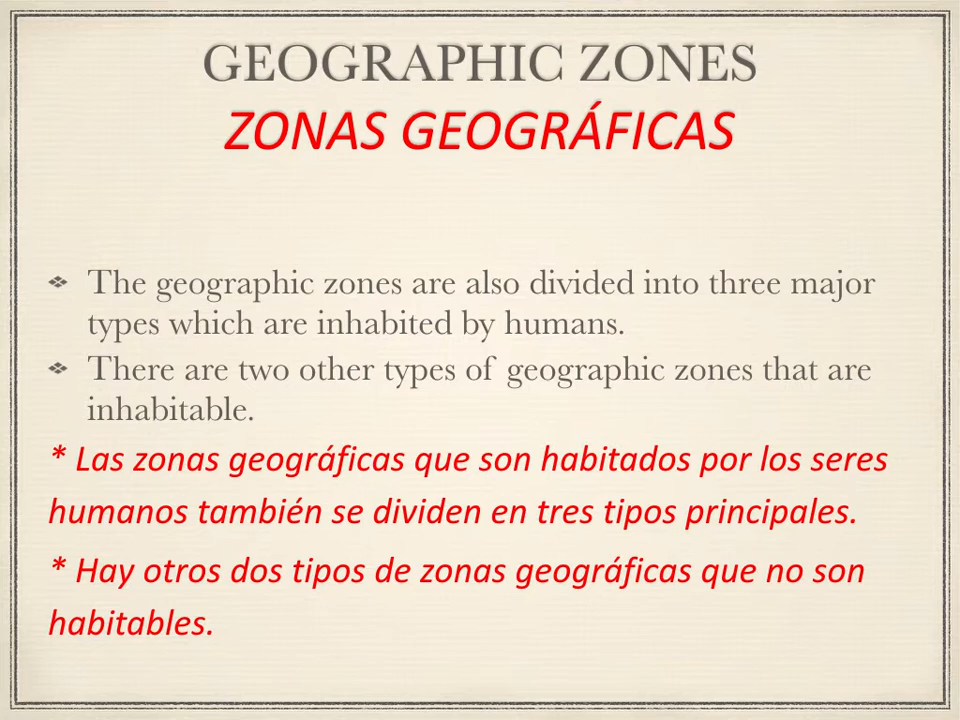 GEOGRAPHIC ZONES
ZONAS GEOGRÁFICAS
The geographic zones are also divided into three major
types which are inhabited by humans.
There are two other types of geographic zones that are
inhabitable.
* Las zonas geográficas que son habitados por los seres
humanos también se dividen en tres tipos principales.
* Hay otros dos tipos de zonas geográficas que no son
habitables.